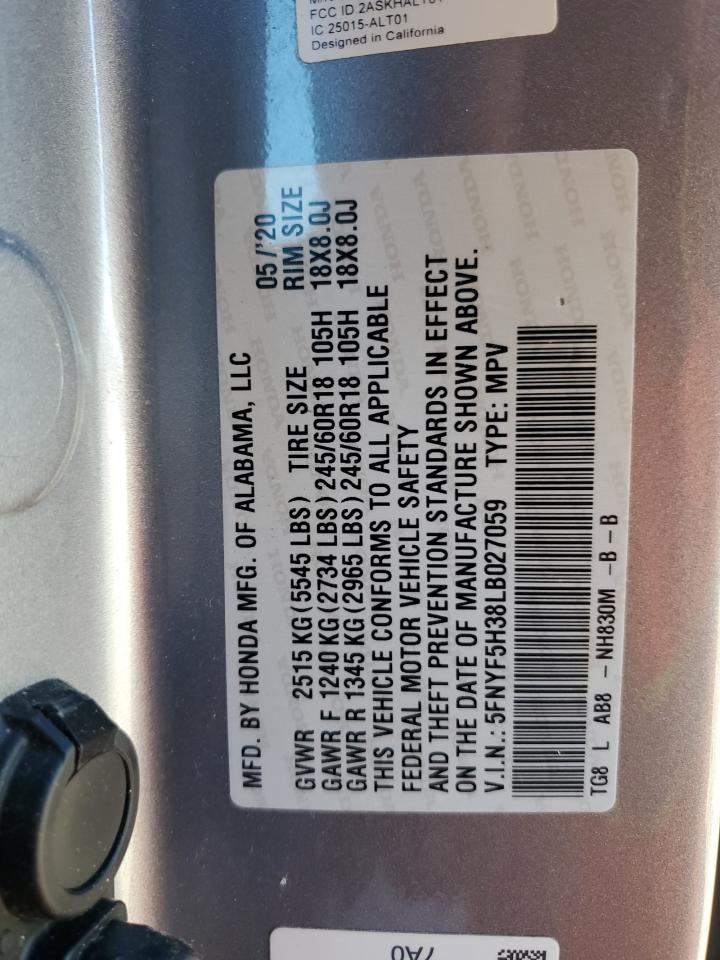 FCC ID 2ASKHALT01
IC:25015-ALT01
Designed in California
MFD. BY HONDA MFG. OF ALABAMA, LLC 05/'20
GVWR 2515 KG(5545 LBS) TIRE SIZE RIM SIZE
GAWR F 1240 KG(2734 LBS)245/60R18 105H 18X8.0J
GAWR R 1345 KG(2965 LBS)245/60R18 105H 18X8.0J
THIS VEHICLE CONFORMS TO ALL APPLICABLE
FEDERAL MOTOR VEHICLE SAFETY
AND THEFT PREVENTION STANDARDS IN EFFECT
ON THE DATE OF MANUFACTURE SHOWN ABOVE.
V.I.N.:5FNYF5H38LB027059 TYPE: MPV
TG8 L AB8 -NH830M -B-B
7A0